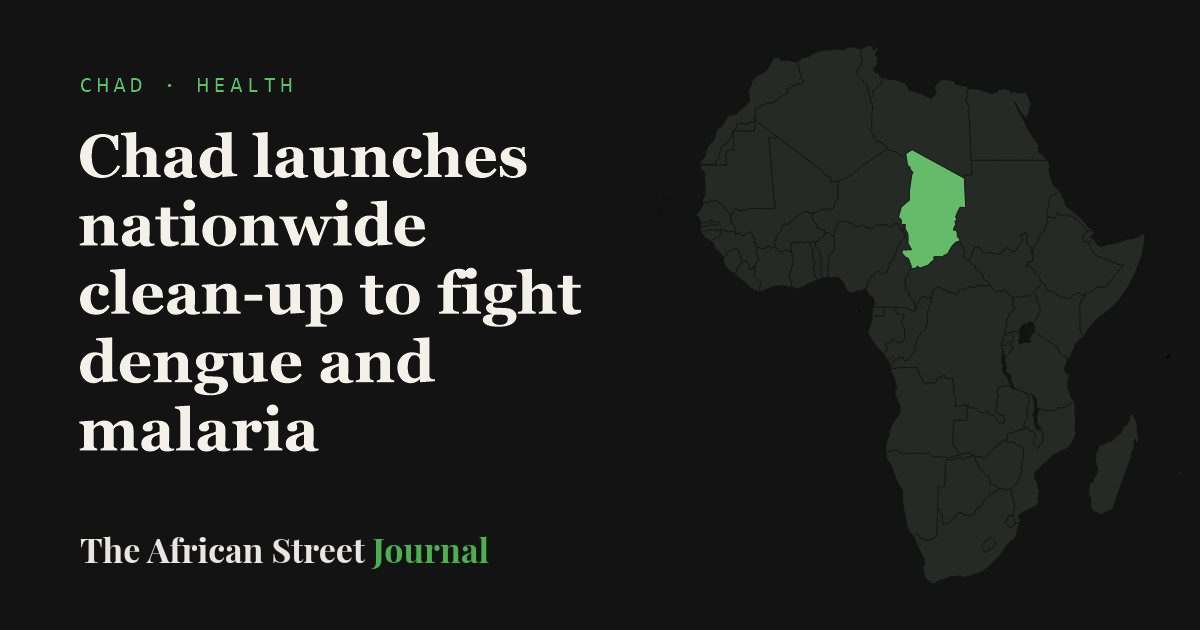 CHAD · HEALTH
Chad launches
nationwide
clean-up to fight
dengue and
malaria
The African Street Journal